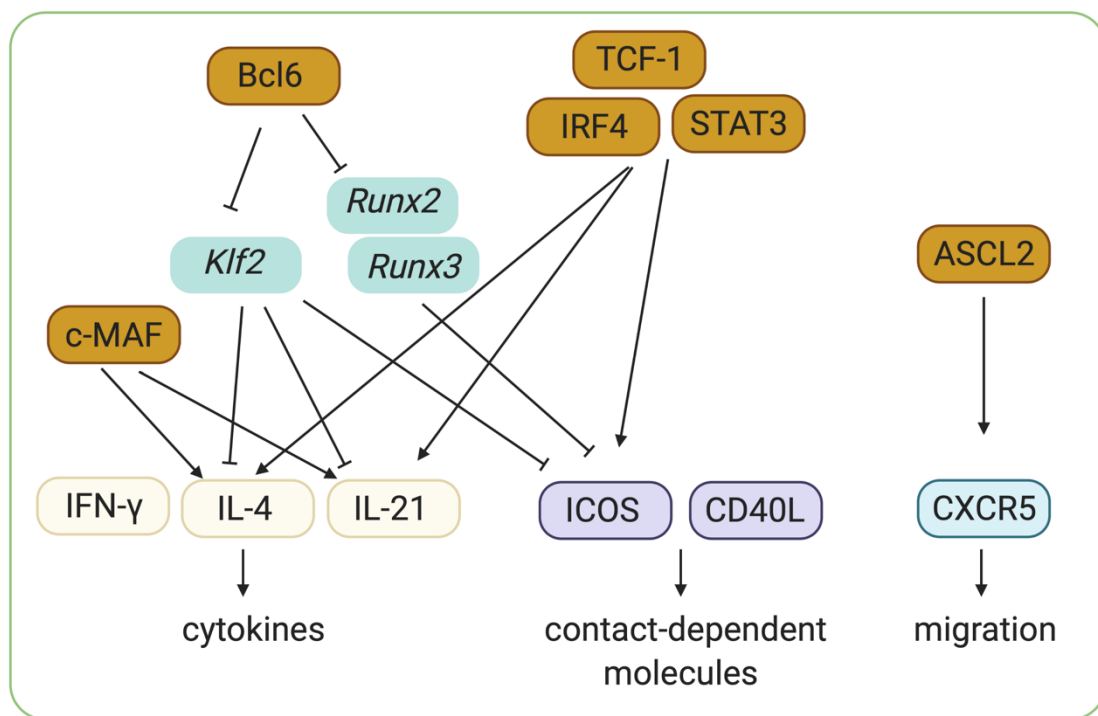 Bcl6
TCF-1
IRF4
STAT3
Runx2
Klf2
Runx3
ASCL2
c-MAF
IFN-γ
IL-4
IL-21
ICOS
CD40L
CXCR5
cytokines
contact-dependent
molecules
migration